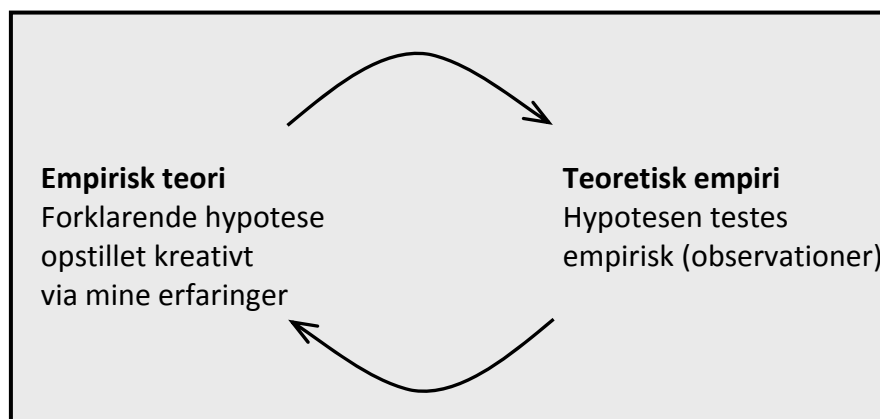 Empirisk teori
Forklarende hypotese
opstillet kreativt
via mine erfaringer
Teoretisk empiri
Hypotesen testes
empirisk (observationer)